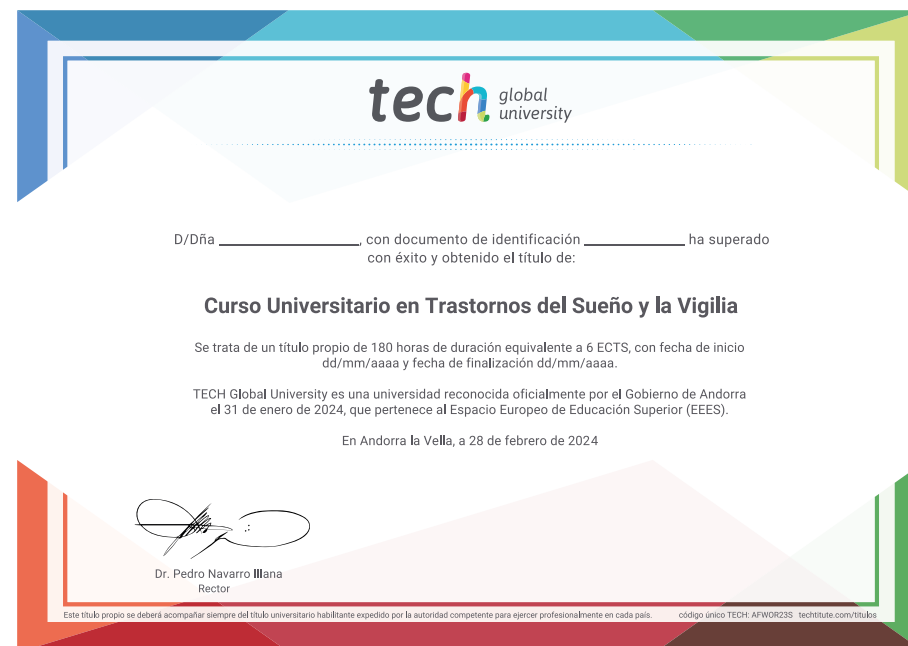 tech global university
D/Dña ____________________, con documento de identificación ______________ ha superado
con éxito y obtenido el título de:
Curso Universitario en Trastornos del Sueño y la Vigilia
Se trata de un título propio de 180 horas de duración equivalente a 6 ECTS, con fecha de inicio
dd/mm/aaaa y fecha de finalización dd/mm/aaaa.
TECH Global University es una universidad reconocida oficialmente por el Gobierno de Andorra
el 31 de enero de 2024, que pertenece al Espacio Europeo de Educación Superior (EEES).
En Andorra la Vella, a 28 de febrero de 2024
Dr. Pedro Navarro Illana
Rector
Este título propio se deberá acompañar siempre del título universitario habilitante expedido por la autoridad competente para ejercer profesionalmente en cada país. código único TECH: AFWOR23S techtitute.com/titulos